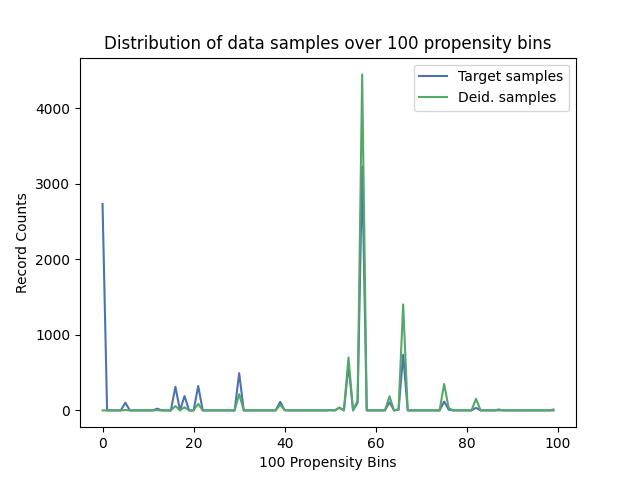 Distribution of data samples over 100 propensity bins
Target samples
Deid. samples
4000
3000
2000
1000
0
Record Counts
0 20 40 60 80 100
100 Propensity Bins